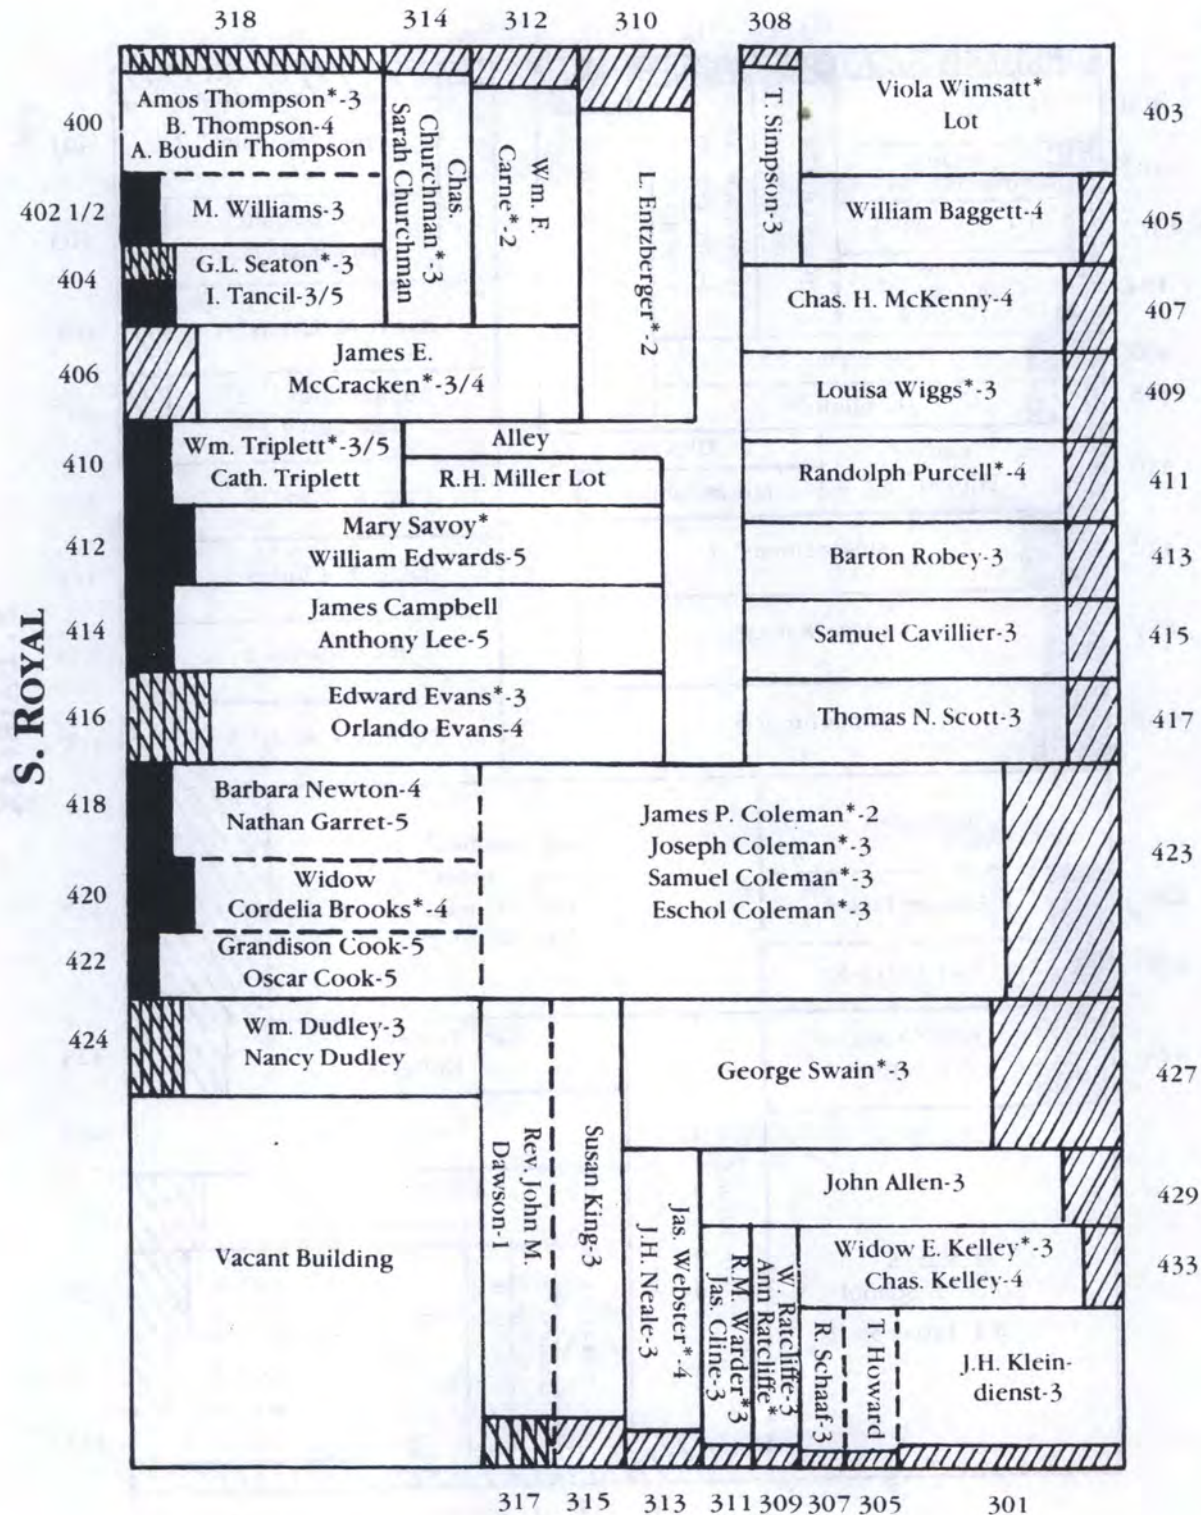 318
314
312
310
308
400
Amos Thompson*-3
B. Thompson-4
A. Boudin Thompson
Chas.
Churchman*-3
Sarah Churchman
Wm. F.
Carne*-2
L. Entzberger*-2
T. Simpson-3
Viola Wimsatt*
Lot
403
402 1/2
M. Williams-3
William Baggett-4
405
404
G.L. Seaton*-3
I. Tancil-3/5
Chas. H. McKenny-4
407
406
James E.
McCracken*-3/4
Louisa Wiggs*-3
409
410
Wm. Triplett*-3/5
Cath. Triplett
Alley
R.H. Miller Lot
Randolph Purcell*-4
411
412
Mary Savoy*
William Edwards-5
Barton Robey-3
413
S. ROYAL
414
James Campbell
Anthony Lee-5
Samuel Cavillier-3
415
416
Edward Evans*-3
Orlando Evans-4
Thomas N. Scott-3
417
418
Barbara Newton-4
Nathan Garret-5
James P. Coleman*-2
Joseph Coleman*-3
Samuel Coleman*-3
Eschol Coleman*-3
423
420
Widow
Cordelia Brooks*-4
422
Grandison Cook-5
Oscar Cook-5
424
Wm. Dudley-3
Nancy Dudley
George Swain*-3
427
Vacant Building
Rev. John M.
Dawson-1
Susan King-3
Jas. Webster*-4
J.H. Neale-3
John Allen-3
429
R.M. Warder*-3
Jas. Cline-3
W. Ratcliffe-3
Ann Ratcliffe*
Widow E. Kelley*-3
Chas. Kelley-4
433
R. Schaaf-3
T. Howard
J.H. Klein-
dienst-3
317
315
313
311
309
307
305
301